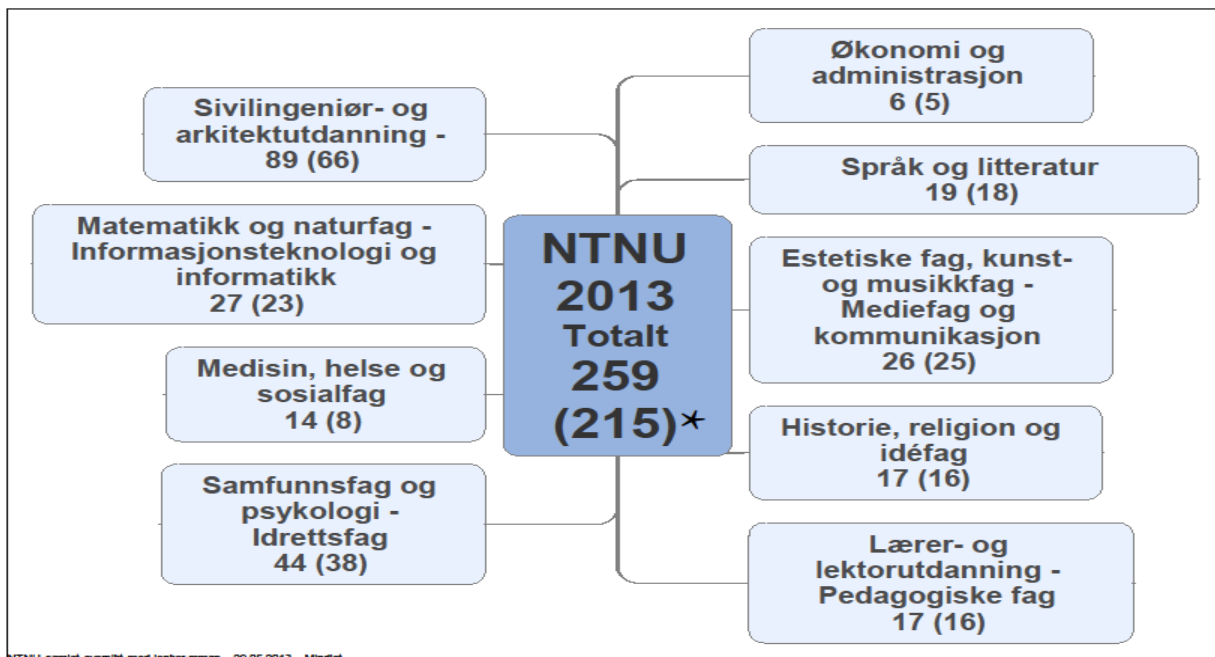 Sivilingeniør- og
arkitektutdanning -
89 (66)
Matematikk og naturfag -
Informasjonsteknologi og
informatikk
27 (23)
Medisin, helse og
sosialfag
14 (8)
Samfunnsfag og
psykologi -
Idrettsfag
44 (38)
NTNU
2013
Totalt
259
(215)*
Økonomi og
administrasjon
6 (5)
Språk og litteratur
19 (18)
Estetiske fag, kunst-
og musikkfag -
Mediefag og
kommunikasjon
26 (25)
Historie, religion og
idéfag
17 (16)
Lærer- og
lektorutdanning -
Pedagogiske fag
17 (16)